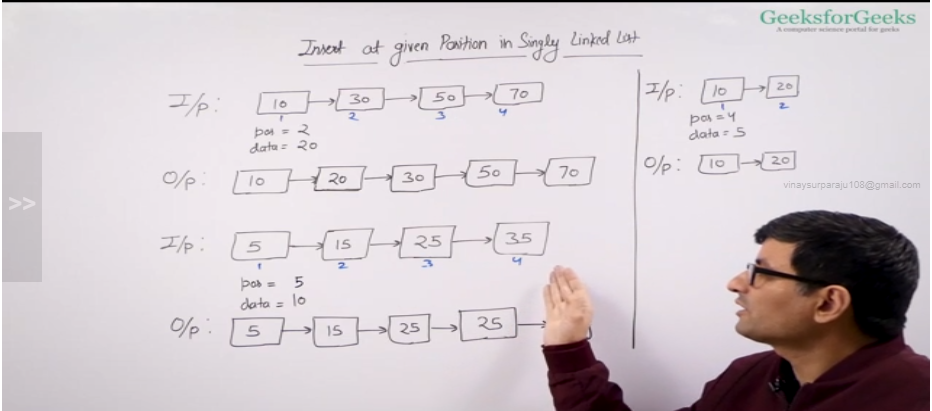 GeeksforGeeks
A computer science portal for geeks
Insert at given Position in Singly Linked List
I/p: 10 30 50 70
1 2 3 4
pos = 2
data = 20
O/p: 10 20 30 50 70
I/p: 5 15 25 35
1 2 3 4
pos = 5
data = 10
O/p: 5 15 25 25
I/p: 10 20
1 2
pos = 4
data = 5
O/p: 10 20
vinaysurparaju108@gmail.com
>>